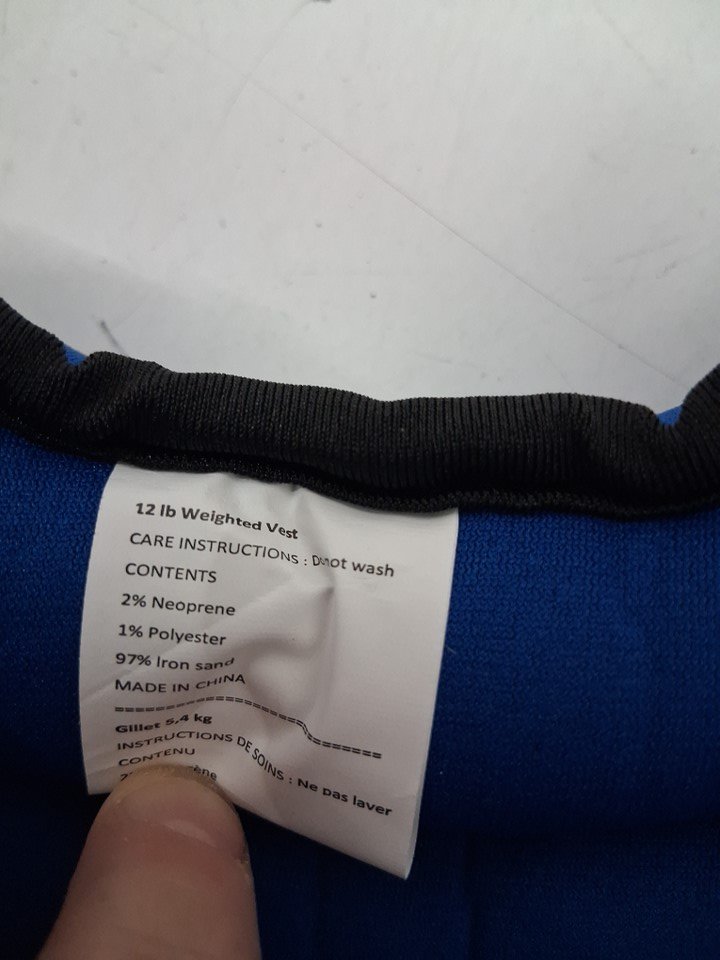 12 lb Weighted Vest
CARE INSTRUCTIONS : Do not wash
CONTENTS
2% Neoprene
1% Polyester
97% Iron sand
MADE IN CHINA
Gillet 5,4 kg
INSTRUCTIONS DE SOINS : Ne pas laver
CONTENU